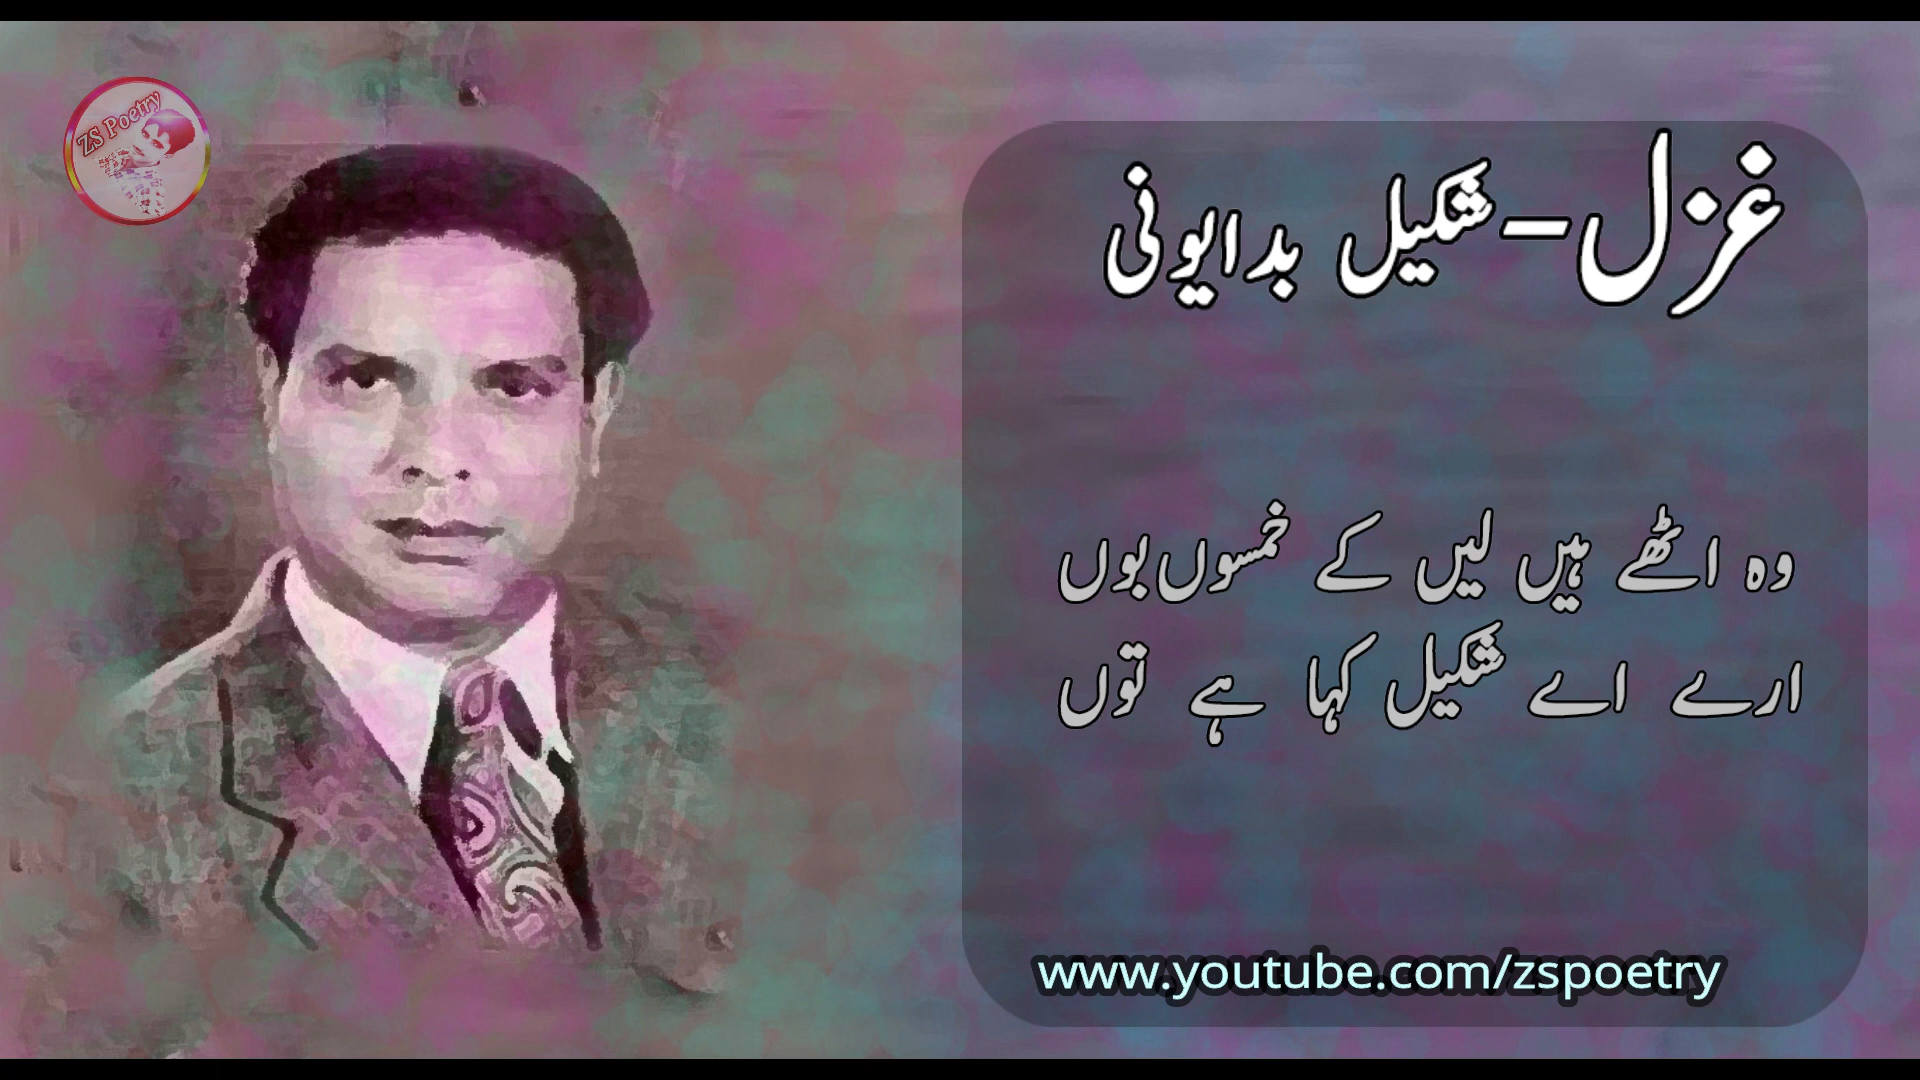 ZS Poetry
غزل-شکیل بدایونی
وہ اٹھے ہیں لیں کے خمسوں بوں
ارے اے شکیل کہا ہے توں
www.youtube.com/zspoetry